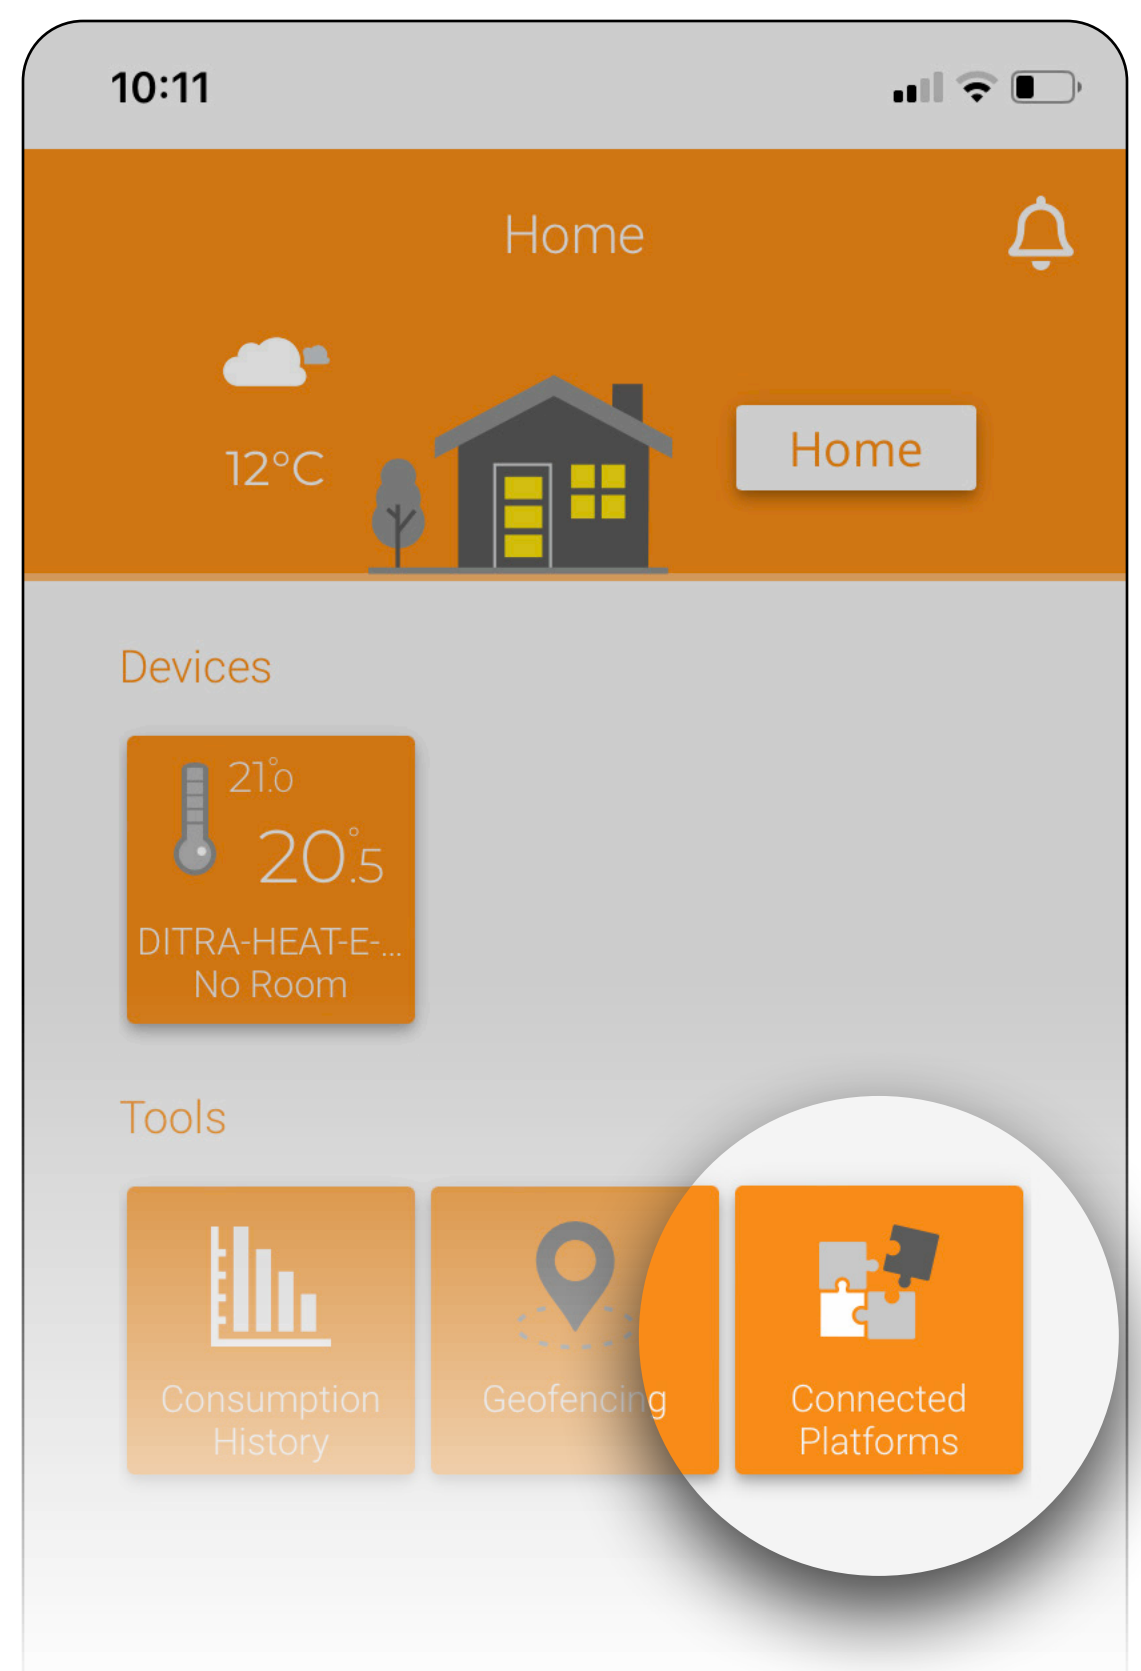 10:11
Home
12°C
Home
Devices
21.0°
20.5°
DITRA-HEAT-E-...
No Room
Tools
Consumption
History
Geofencing
Connected
Platforms